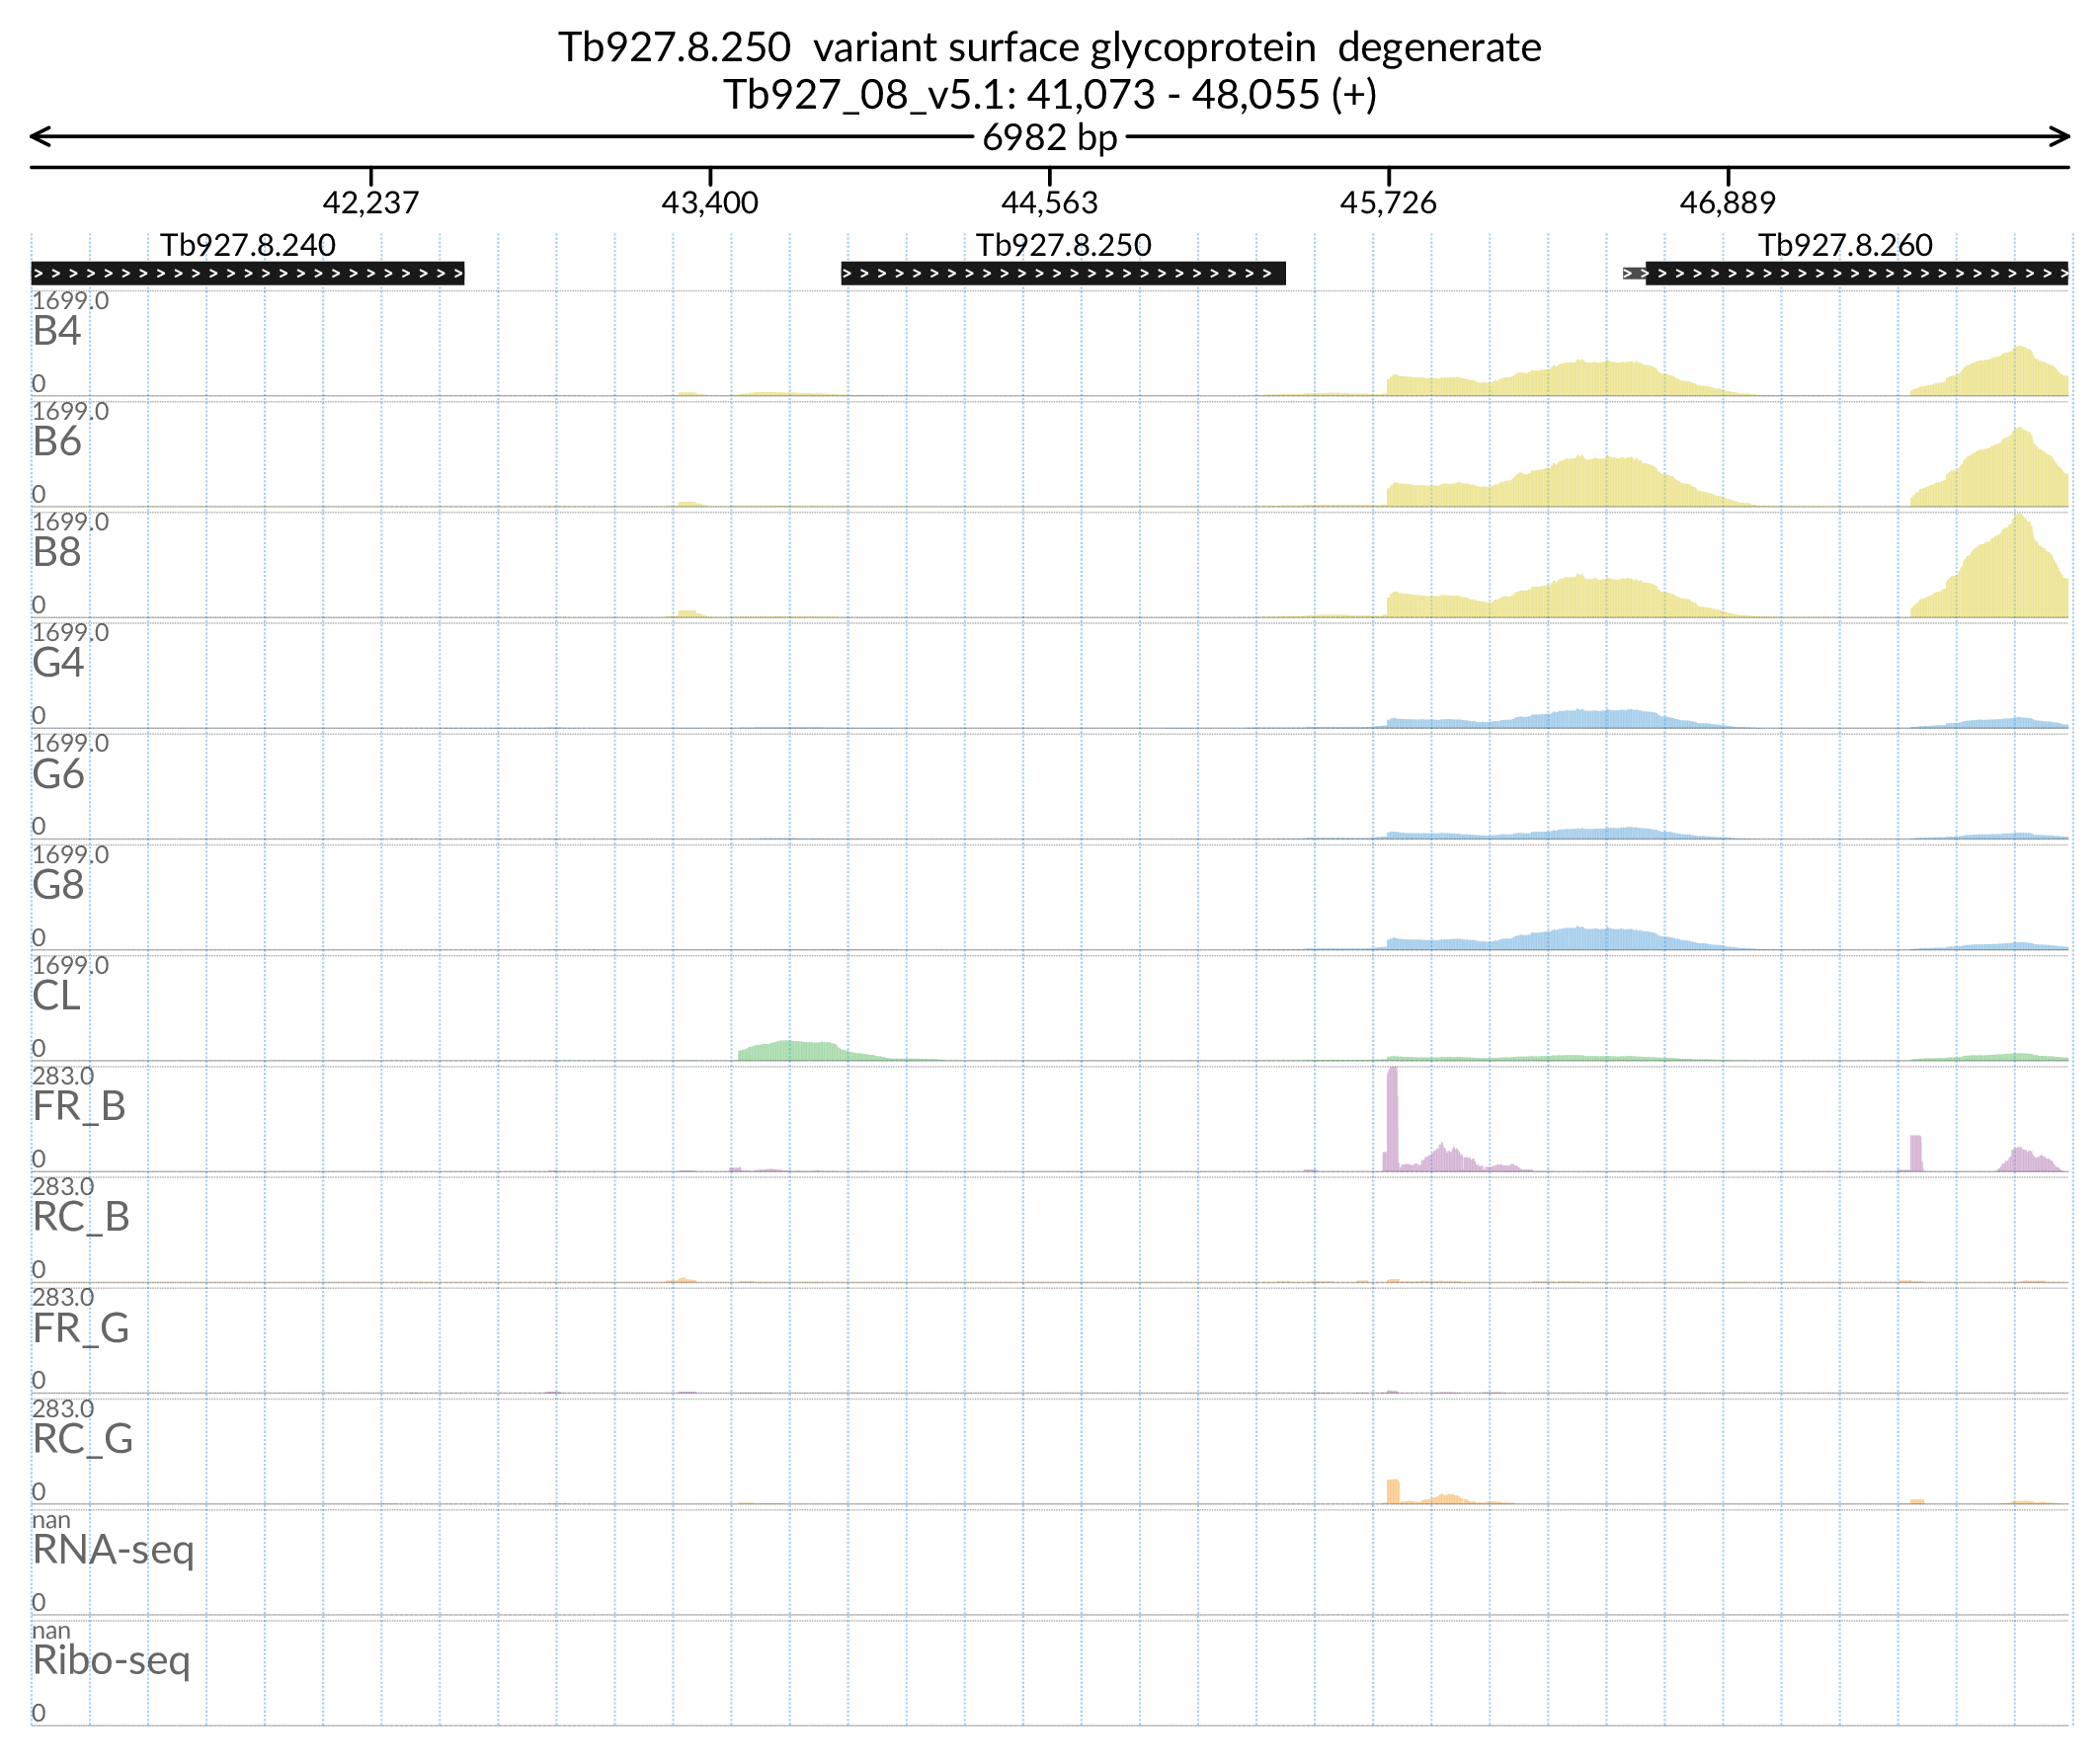 Tb927.8.250 variant surface glycoprotein degenerate
Tb927_08_v5.1: 41,073 - 48,055 (+)
6982 bp
42,237 43,400 44,563 45,726 46,889
Tb927.8.240 Tb927.8.250 Tb927.8.260
1699.0
B4
0
1699.0
B6
0
1699.0
B8
0
1699.0
G4
0
1699.0
G6
0
1699.0
G8
0
1699.0
CL
0
283.0
FR_B
0
283.0
RC_B
0
283.0
FR_G
0
283.0
RC_G
0
nan
RNA-seq
0
nan
Ribo-seq
0